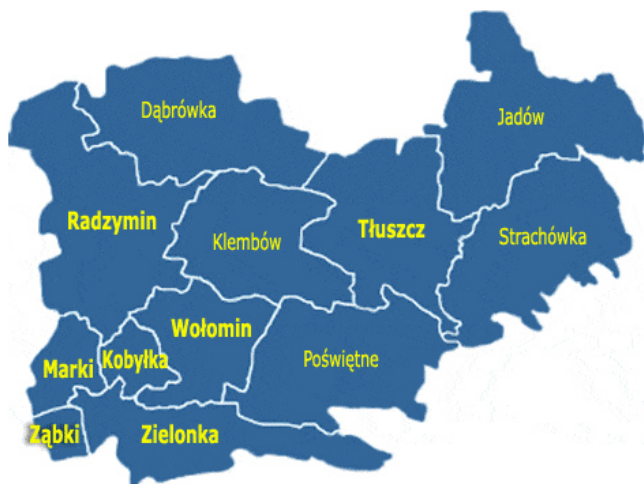 Dąbrówka
Jadów
Radzymin
Klembów
Tłuszcz
Strachówka
Wołomin
Marki
Kobyłka
Poświętne
Ząbki
Zielonka